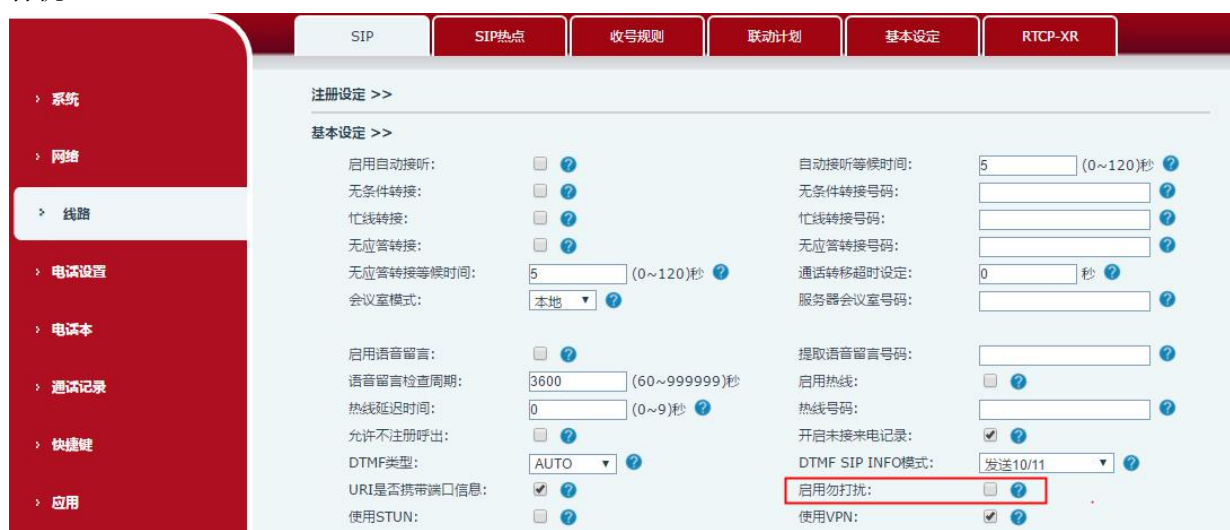 SIP SIP热点 收号规则 联动计划 基本设定 RTCP-XR
› 系统
› 网络
› 线路
› 电话设置
› 电话本
› 通话记录
› 快捷键
› 应用
注册设定 >>
基本设定 >>
启用自动接听: 自动接听等候时间: 5 (0~120)秒
无条件转接: 无条件转接号码:
忙线转接: 忙线转接号码:
无应答转接: 无应答转接号码:
无应答转接等候时间: 5 (0~120)秒 通话转移超时设定: 0 秒
会议室模式: 本地 服务器会议室号码:
启用语音留言: 提取语音留言号码:
语音留言检查周期: 3600 (60~999999)秒 启用热线:
热线延迟时间: 0 (0~9)秒 热线号码:
允许不注册呼出: 开启未接来电记录:
DTMF类型: AUTO DTMF SIP INFO模式: 发送10/11
URI是否携带端口信息: 启用勿打扰:
使用STUN: 使用VPN: